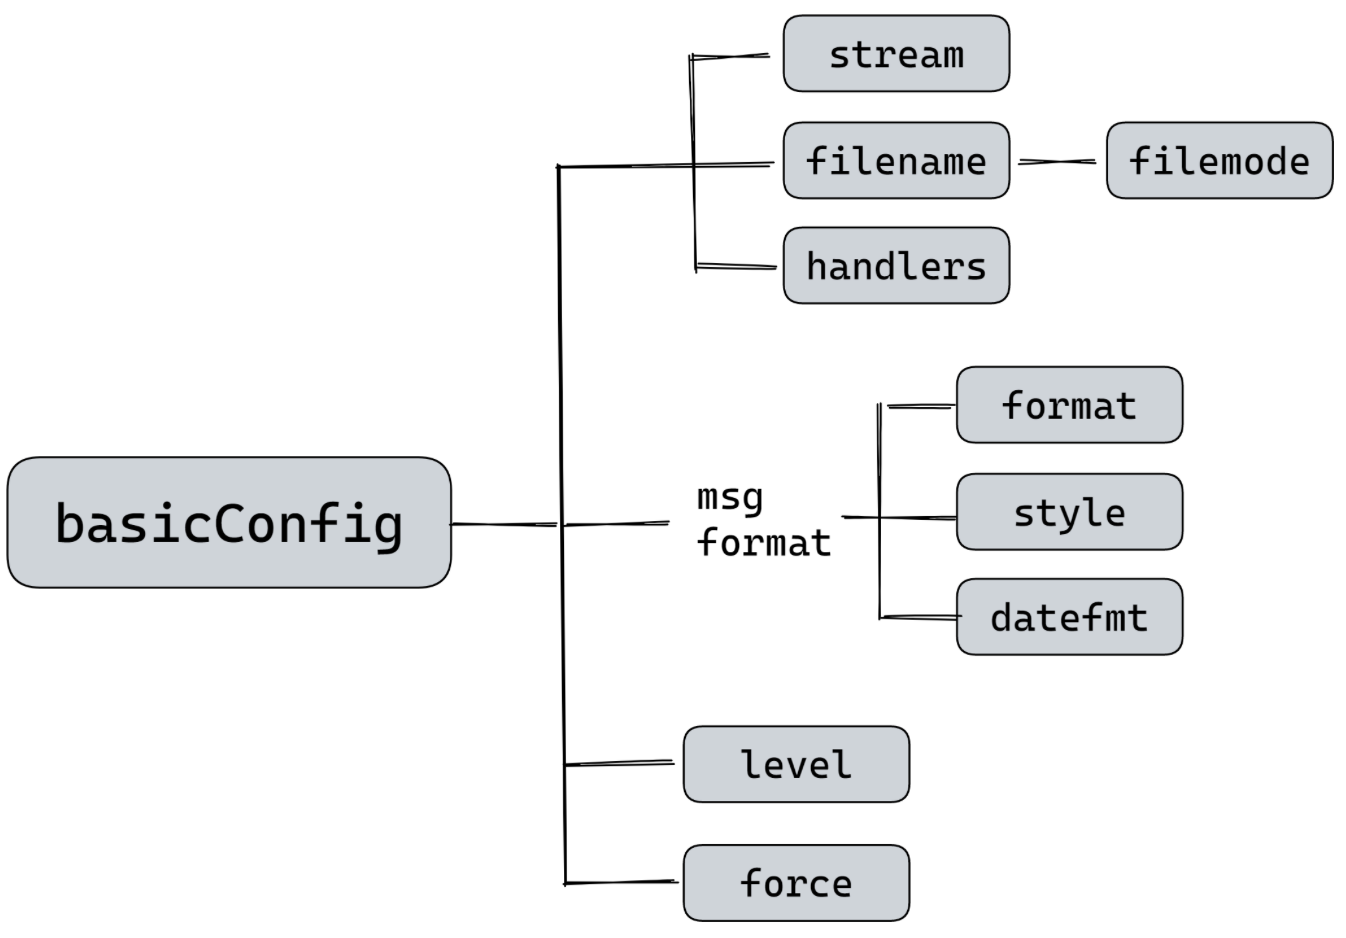 stream
filename
filemode
handlers
format
msg
format
style
basicConfig
datefmt
level
force